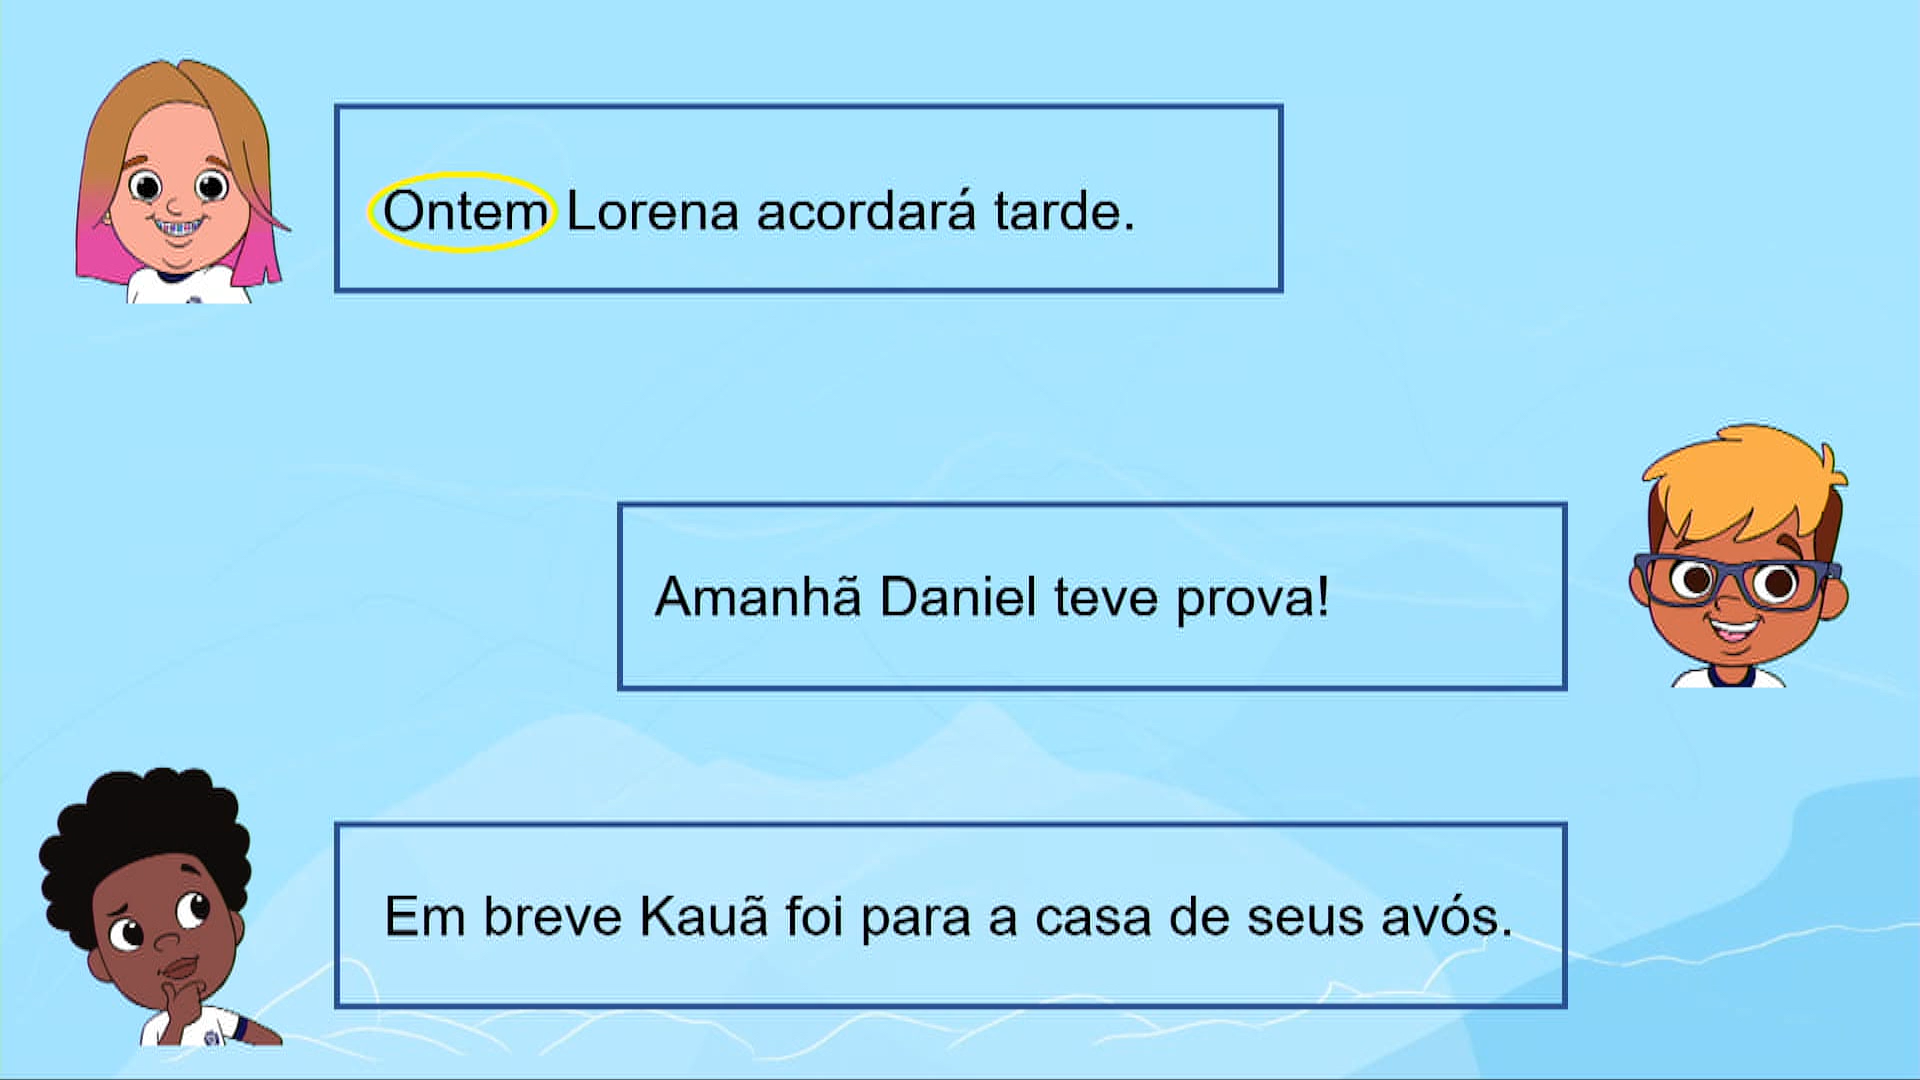 Ontem Lorena acordará tarde.
Amanhã Daniel teve prova!
Em breve Kauã foi para a casa de seus avós.